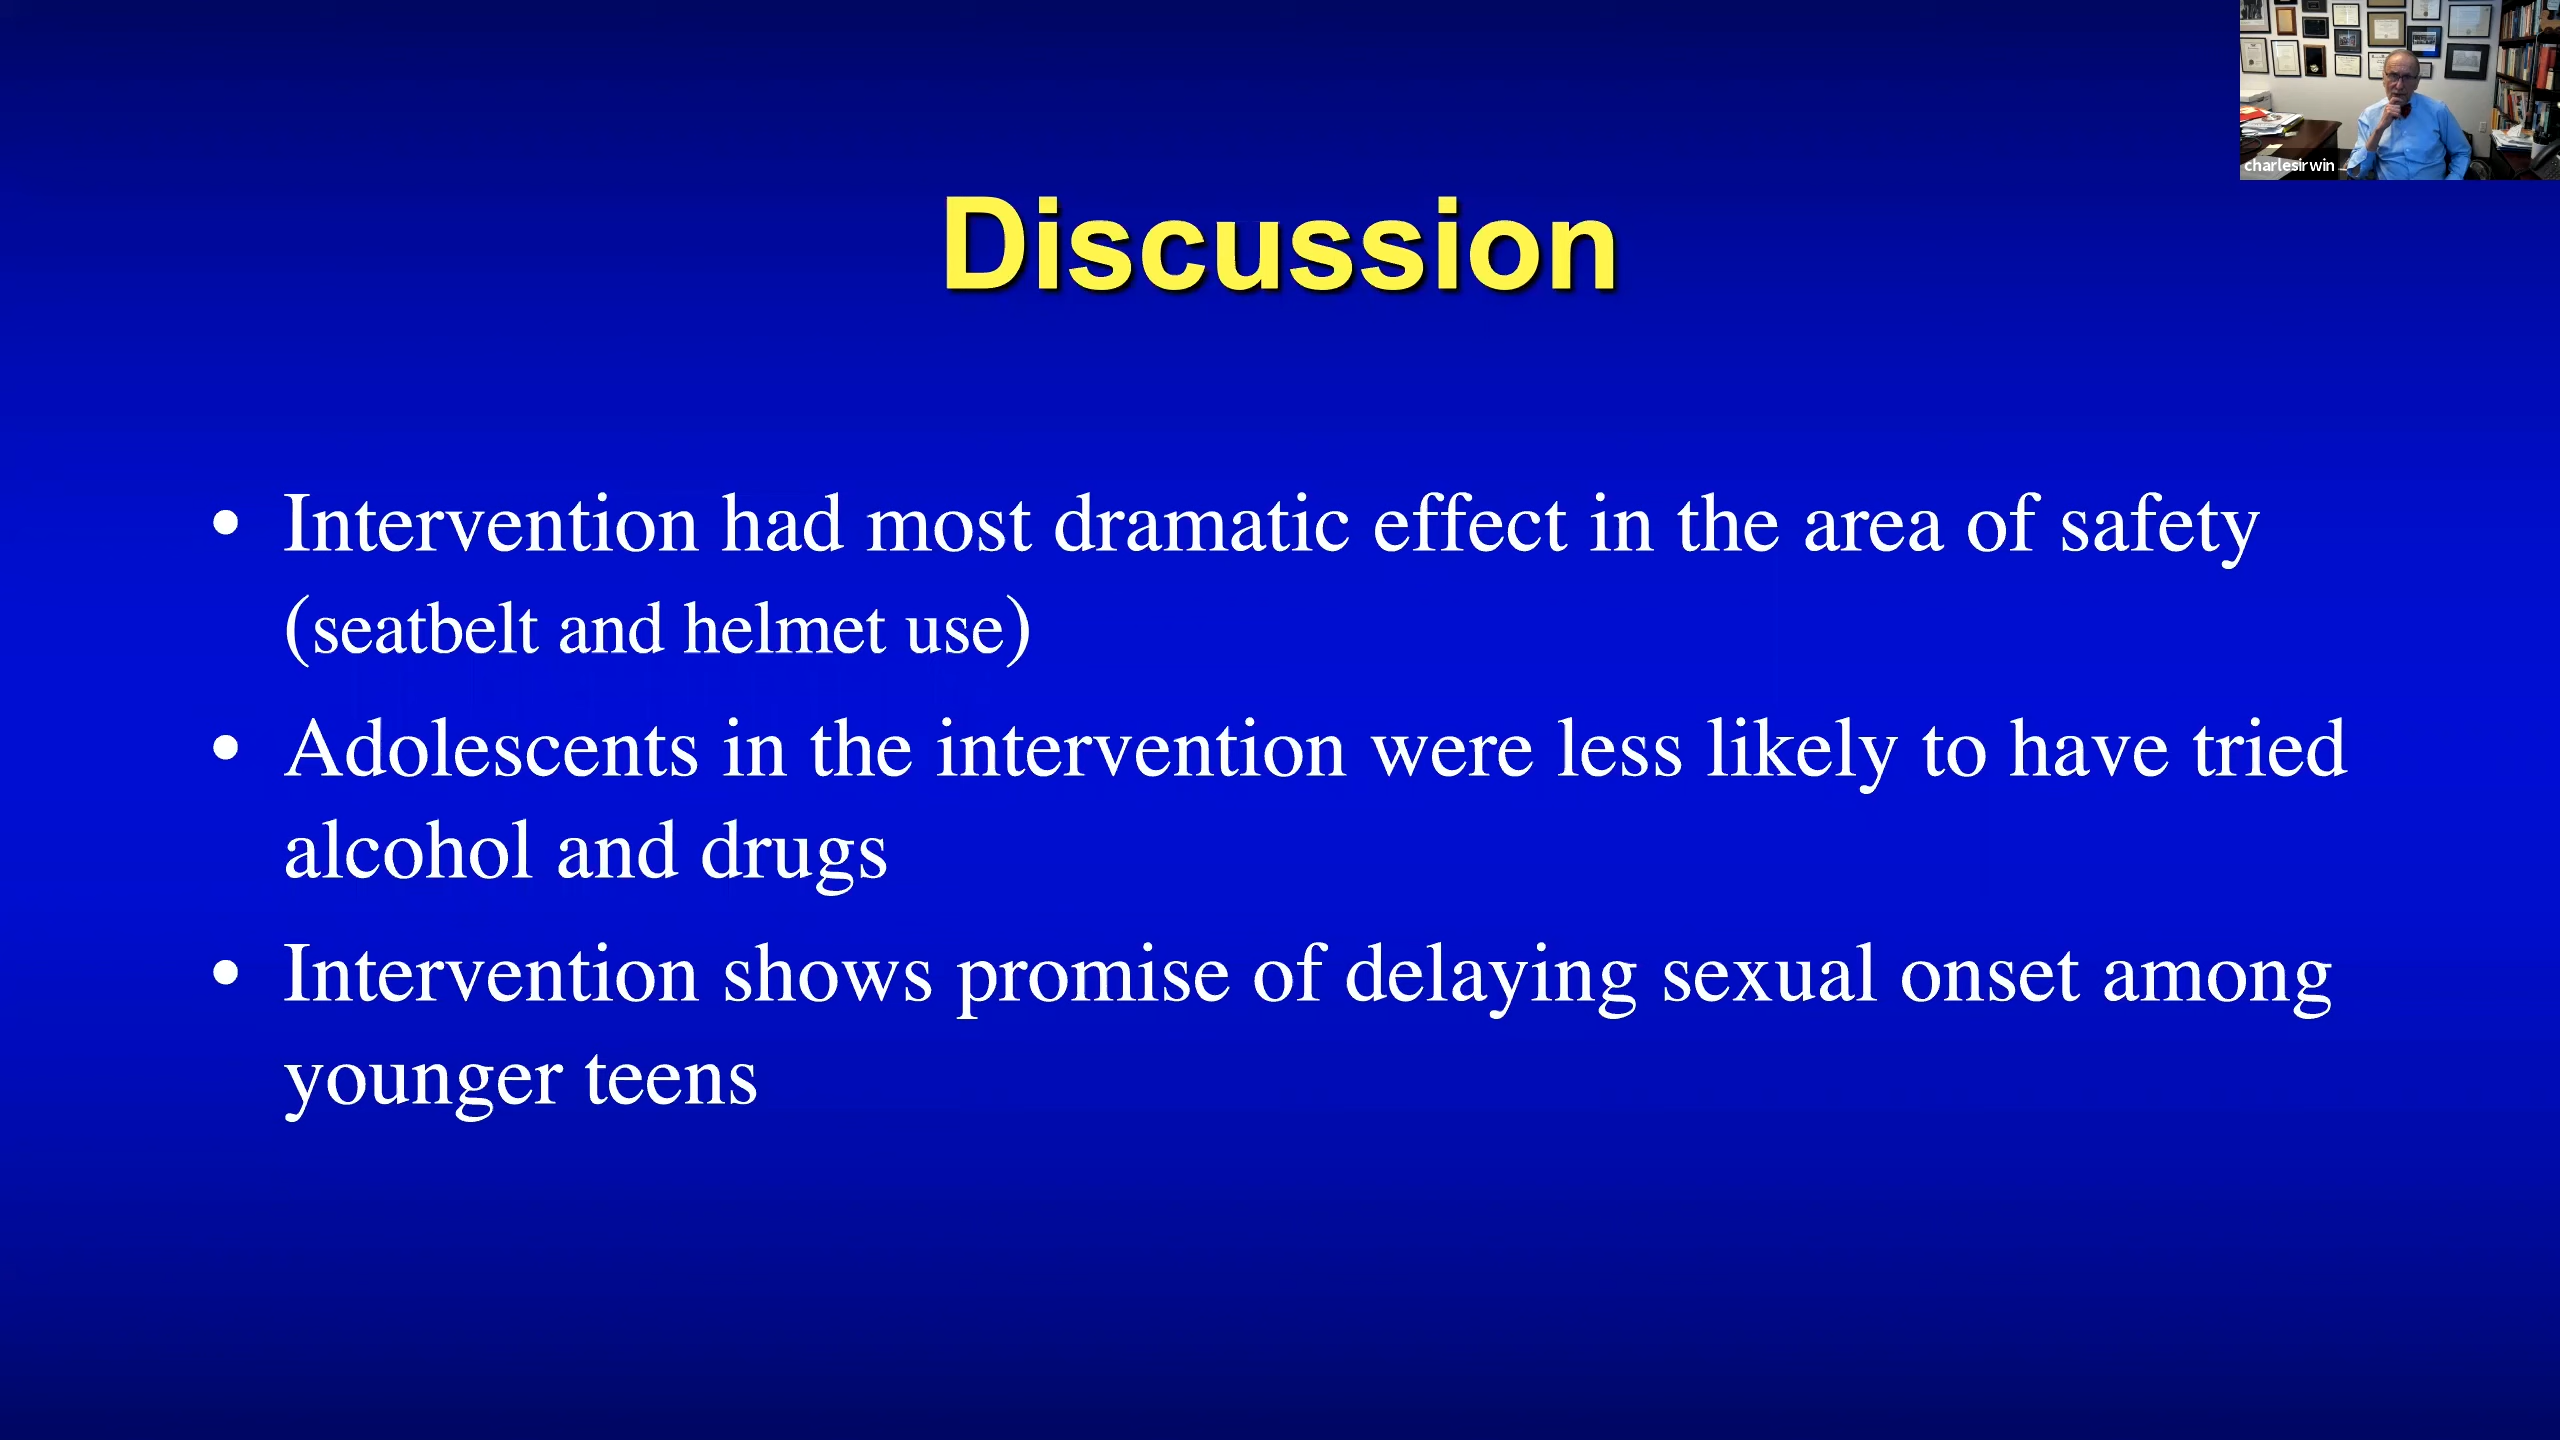 Discussion
• Intervention had most dramatic effect in the area of safety
(seatbelt and helmet use)
• Adolescents in the intervention were less likely to have tried
alcohol and drugs
• Intervention shows promise of delaying sexual onset among
younger teens
charlesirwin